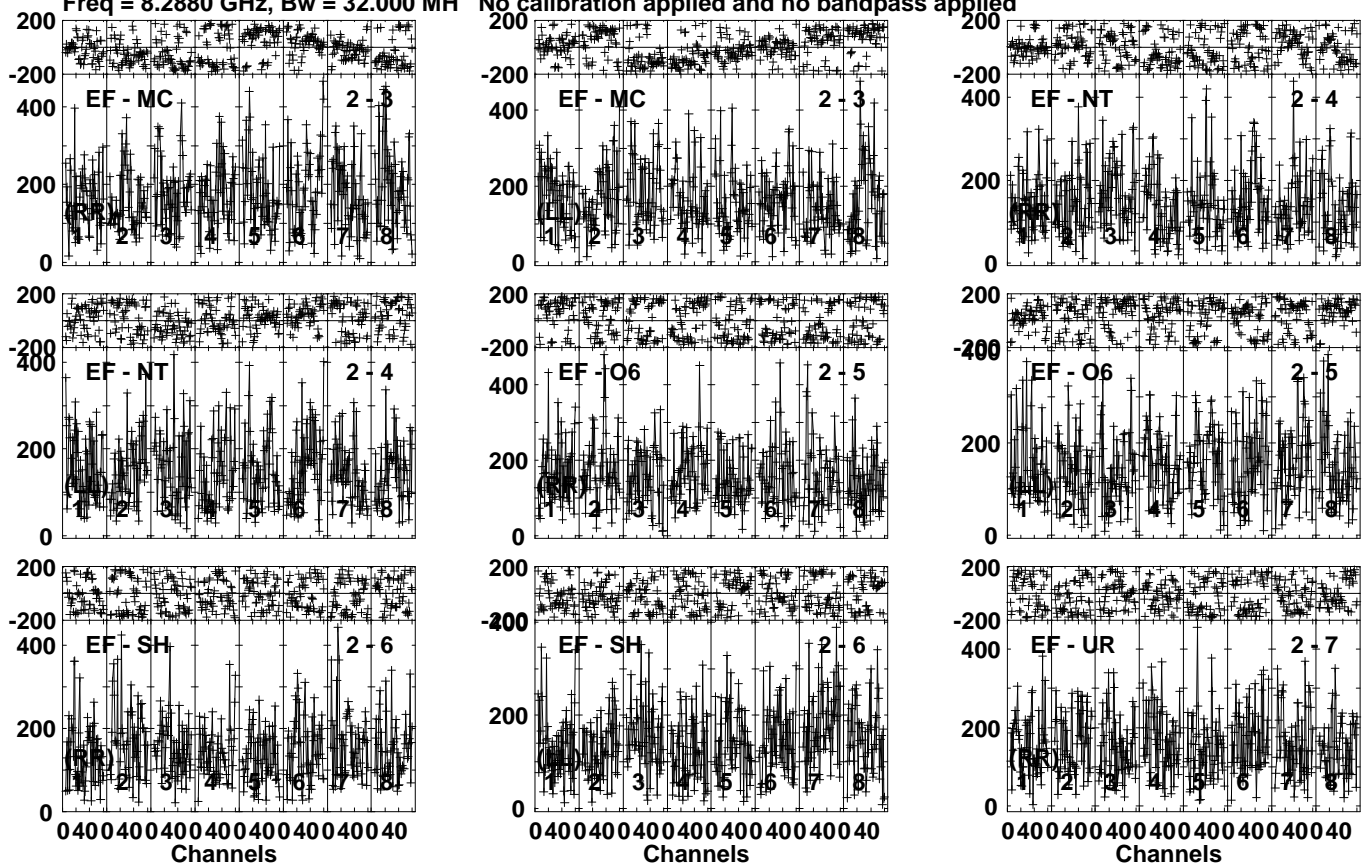 Freq = 8.2880 GHz, Bw = 32.000 MH No calibration applied and no bandpass applied
200
-200
EF - MC 2 - 3
400
200
(RR)
1 2 3 4 5 6 7 8
0
EF - MC 2 - 3
400
200
(LL)
1 2 3 4 5 6 7 8
0
200
-200
EF - NT 2 - 4
400
200
(RR)
1 2 3 4 5 6 7 8
0
200
-200
400
EF - NT 2 - 4
200
(LL)
1 2 3 4 5 6 7 8
0
200
-200
EF - O6 2 - 5
400
200
(RR)
1 2 3 4 5 6 7 8
0
200
-200
400
EF - O6 2 - 5
200
(LL)
1 2 3 4 5 6 7 8
0
200
-200
EF - SH 2 - 6
400
200
(RR)
1 2 3 4 5 6 7 8
0
0 40 0 40 0 40 0 40 0 40 0 40 0 40 0 40
Channels
200
-200
400
EF - SH 2 - 6
200
(LL)
1 2 3 4 5 6 7 8
0
0 40 0 40 0 40 0 40 0 40 0 40 0 40 0 40
Channels
200
-200
EF - UR 2 - 7
400
200
(RR)
1 2 3 4 5 6 7 8
0
0 40 0 40 0 40 0 40 0 40 0 40 0 40 0 40
Channels